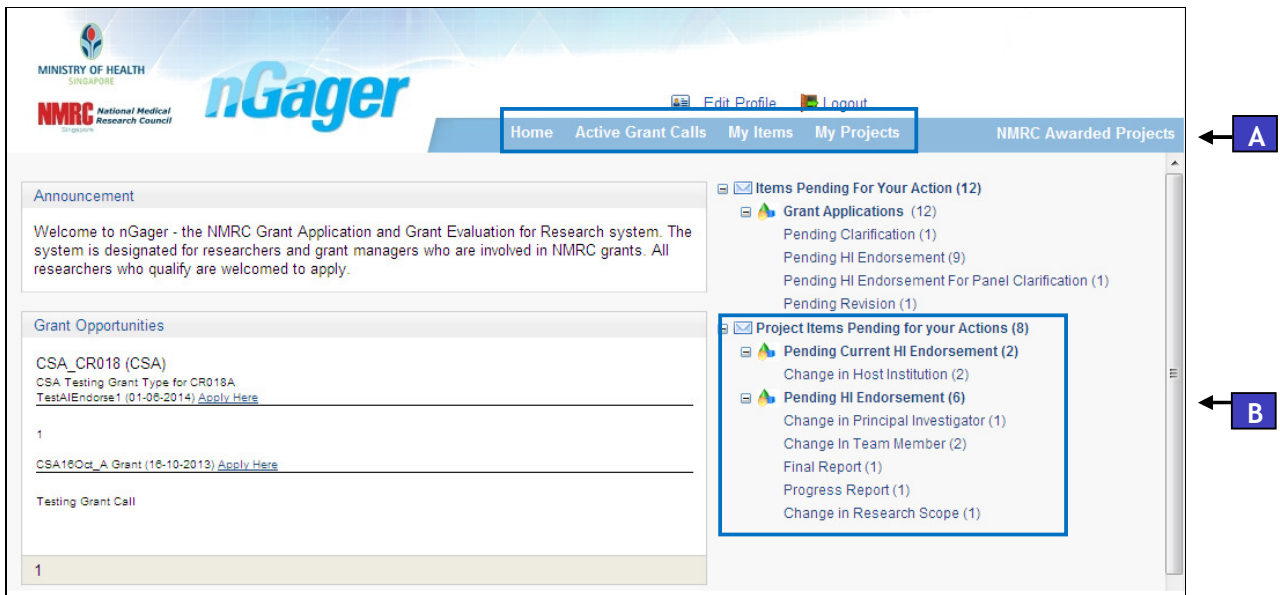 MINISTRY OF HEALTH
SINGAPORE
NMRC National Medical
Research Council
Singapore
nGager
Edit Profile Logout
Home Active Grant Calls My Items My Projects NMRC Awarded Projects
A
Announcement
Welcome to nGager - the NMRC Grant Application and Grant Evaluation for Research system. The
system is designated for researchers and grant managers who are involved in NMRC grants. All
researchers who qualify are welcomed to apply.
Grant Opportunities
CSA_CR018 (CSA)
CSA Testing Grant Type for CR018A
TestAIEndorse1 (01-06-2014) Apply Here
1
CSA16Oct_A Grant (16-10-2013) Apply Here
Testing Grant Call
1
Items Pending For Your Action (12)
Grant Applications (12)
Pending Clarification (1)
Pending HI Endorsement (9)
Pending HI Endorsement For Panel Clarification (1)
Pending Revision (1)
Project Items Pending for your Actions (8)
Pending Current HI Endorsement (2)
Change in Host Institution (2)
Pending HI Endorsement (6)
Change in Principal Investigator (1)
Change In Team Member (2)
Final Report (1)
Progress Report (1)
Change in Research Scope (1)
B